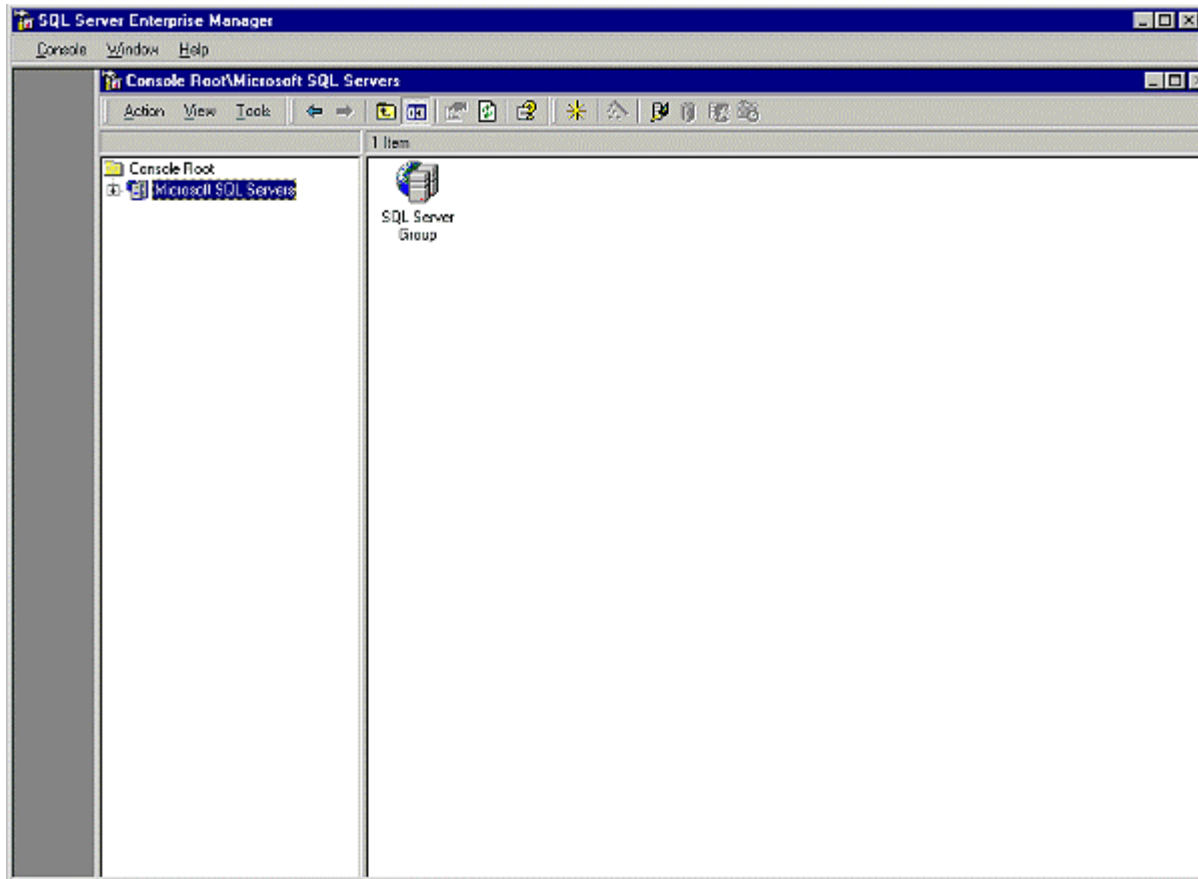 SQL Server Enterprise Manager
Console Window Help
Console Root\Microsoft SQL Servers
Action View Tools
1 Item
Console Root
Microsoft SQL Servers
SQL Server
Group